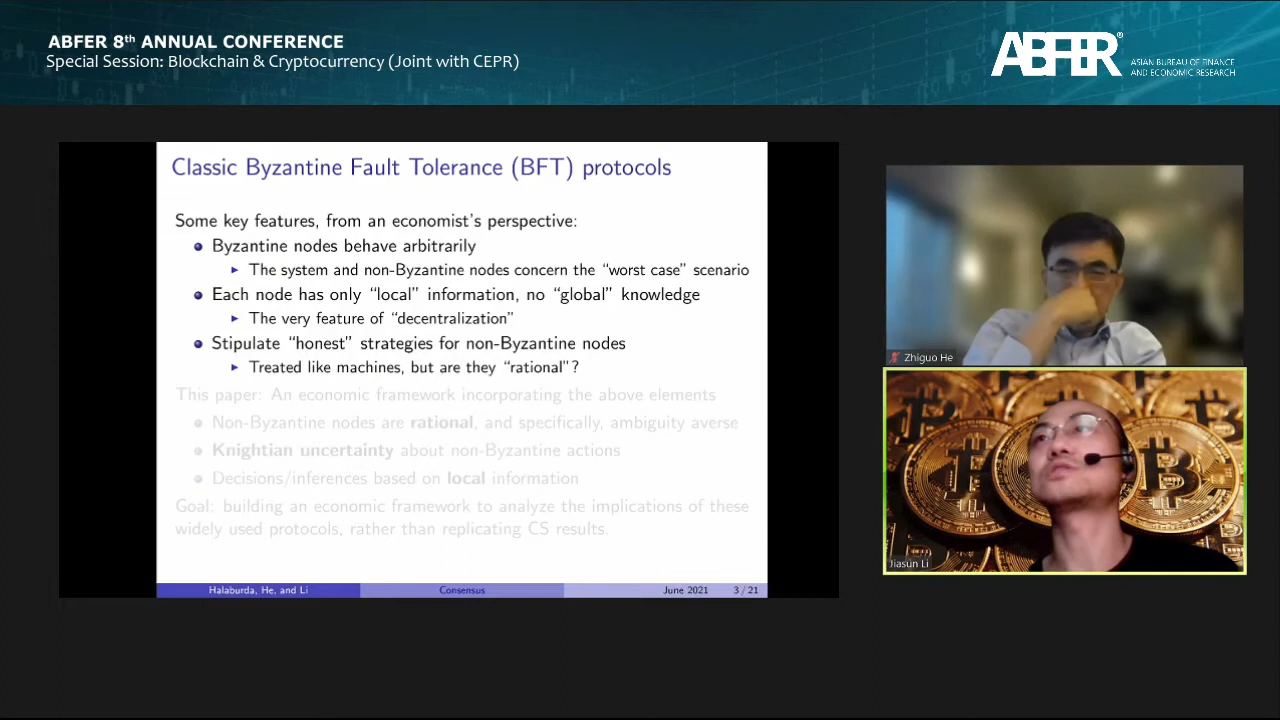 ABFER 8th ANNUAL CONFERENCE
Special Session: Blockchain & Cryptocurrency (Joint with CEPR)
ABFER®
ASIAN BUREAU OF FINANCE
AND ECONOMIC RESEARCH
Classic Byzantine Fault Tolerance (BFT) protocols
Some key features, from an economist's perspective:
Byzantine nodes behave arbitrarily
The system and non-Byzantine nodes concern the "worst case" scenario
Each node has only "local" information, no "global" knowledge
The very feature of "decentralization"
Stipulate "honest" strategies for non-Byzantine nodes
Treated like machines, but are they "rational"?
This paper: An economic framework incorporating the above elements
Non-Byzantine nodes are rational, and specifically, ambiguity averse
Knightian uncertainty about non-Byzantine actions
Decisions/inferences based on local information
Goal: building an economic framework to analyze the implications of these
widely used protocols, rather than replicating CS results.
Halaburda, He, and Li Consensus June 2021 3 / 21
Zhiguo He
Jiasun Li